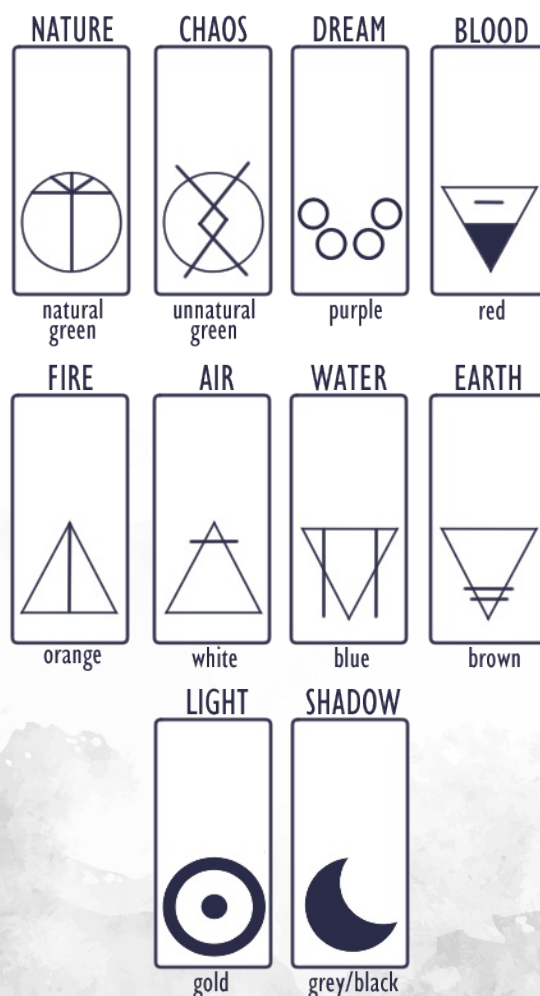 NATURE
CHAOS
DREAM
BLOOD
natural
green
unnatural
green
purple
red
FIRE
AIR
WATER
EARTH
orange
white
blue
brown
LIGHT
SHADOW
gold
grey/black